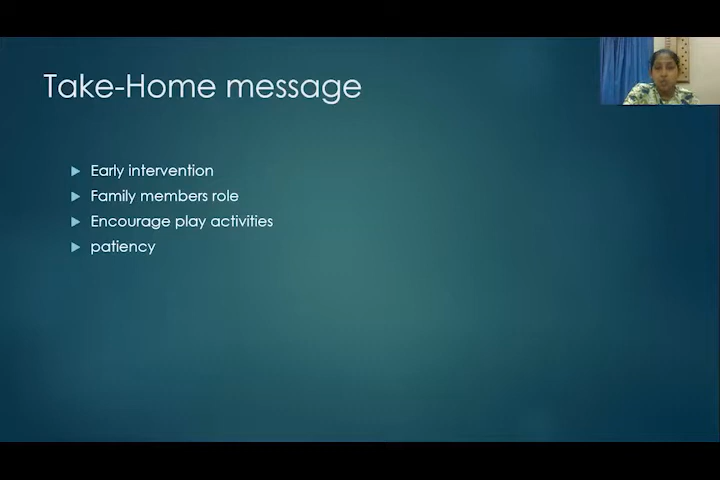 Take-Home message
Early intervention
Family members role
Encourage play activities
patiency